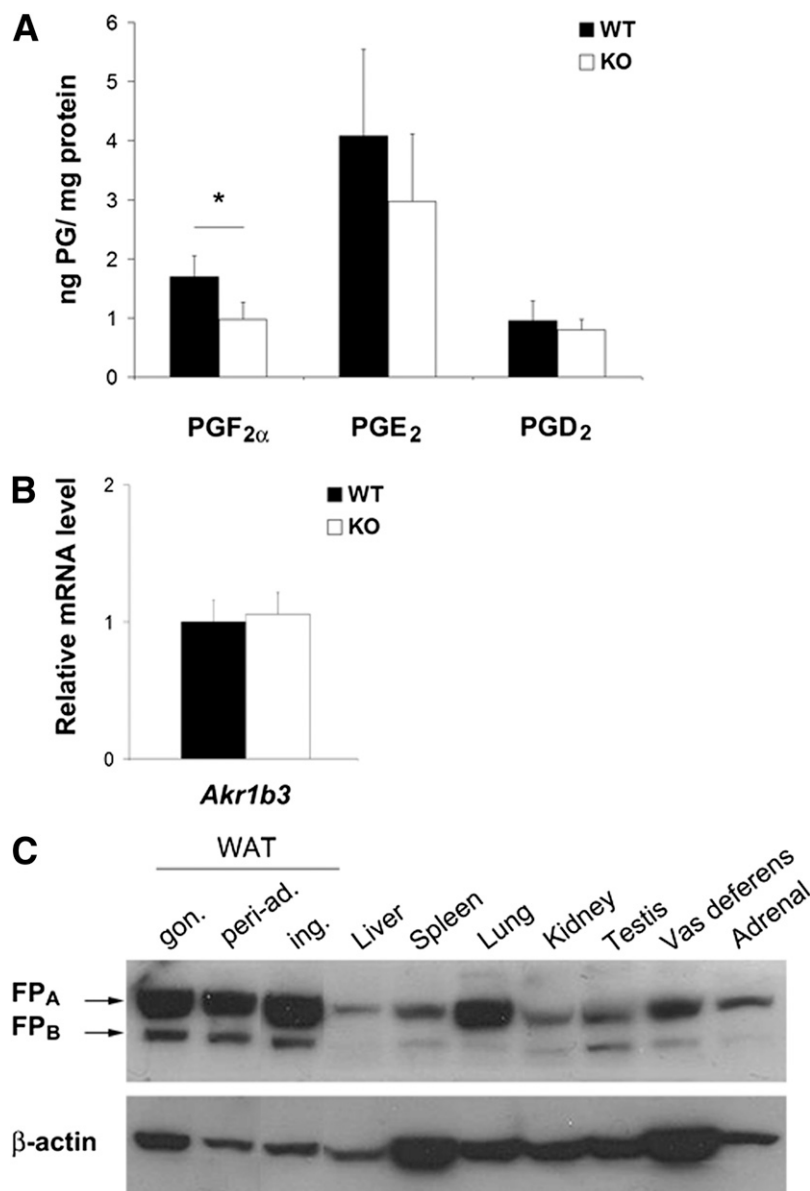 A
ng PG/ mg protein
6
5
4
3
2
1
0
WT
KO
*
PGF2α
PGE2
PGD2
B
Relative mRNA level
2
1
0
WT
KO
Akr1b3
C
WAT
gon.
peri-ad.
ing.
Liver
Spleen
Lung
Kidney
Testis
Vas deferens
Adrenal
FPA
FPB
β-actin